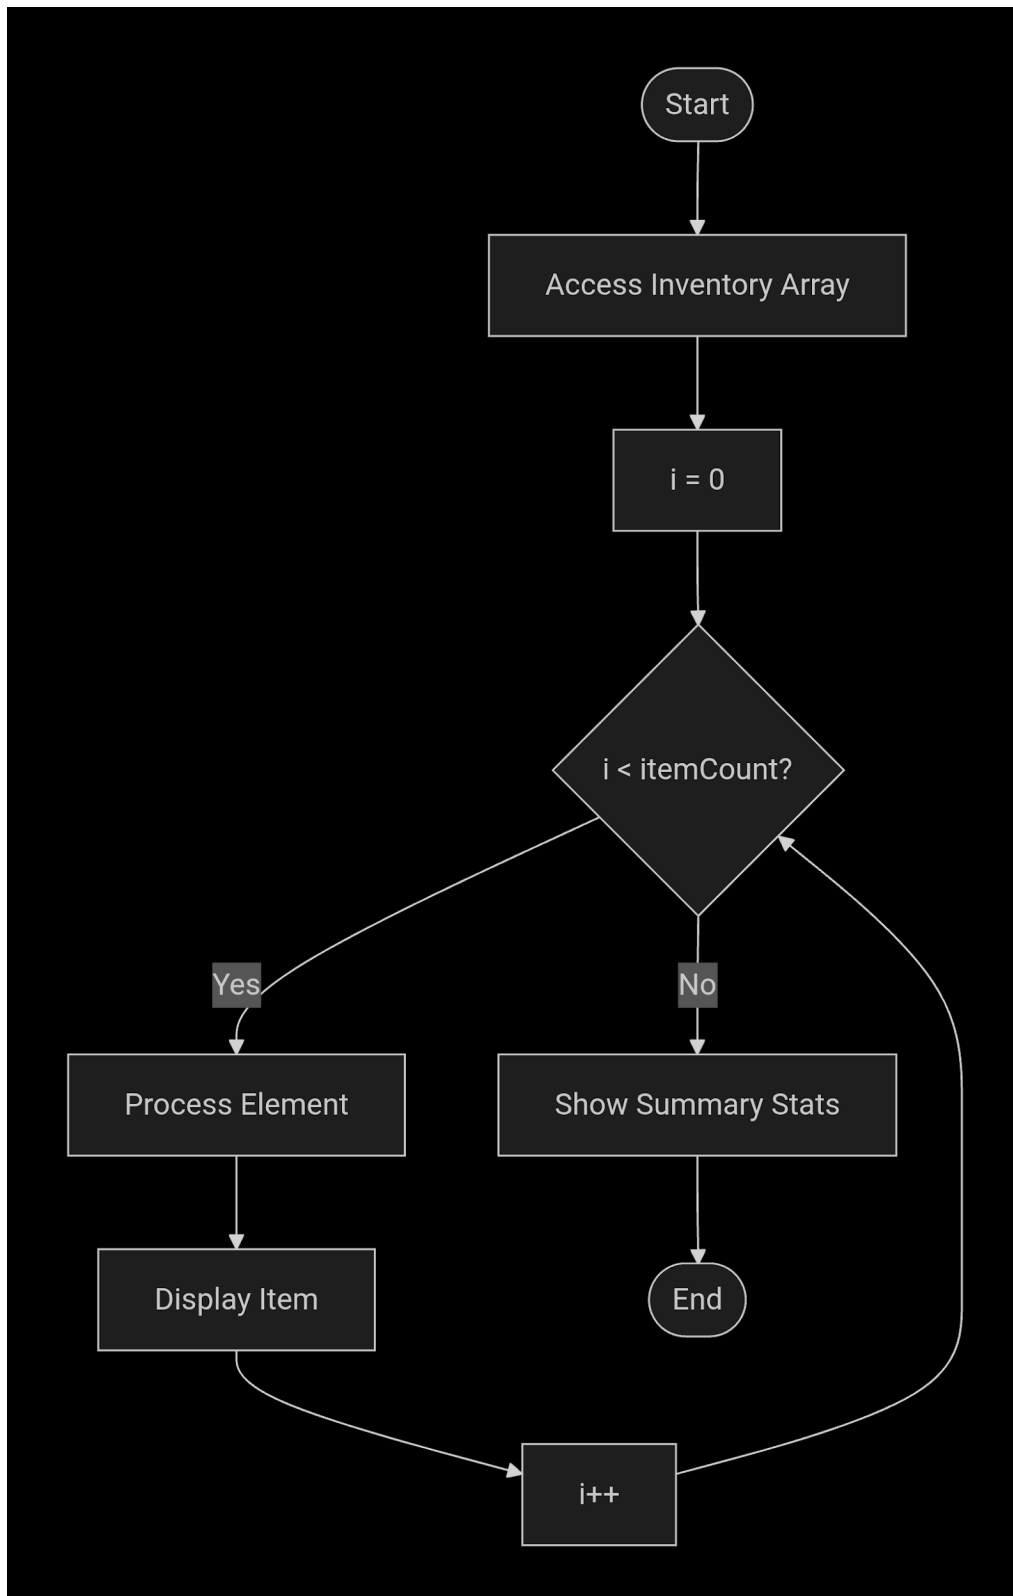 Start
Access Inventory Array
i = 0
i < itemCount?
Yes
No
Process Element
Show Summary Stats
Display Item
End
i++